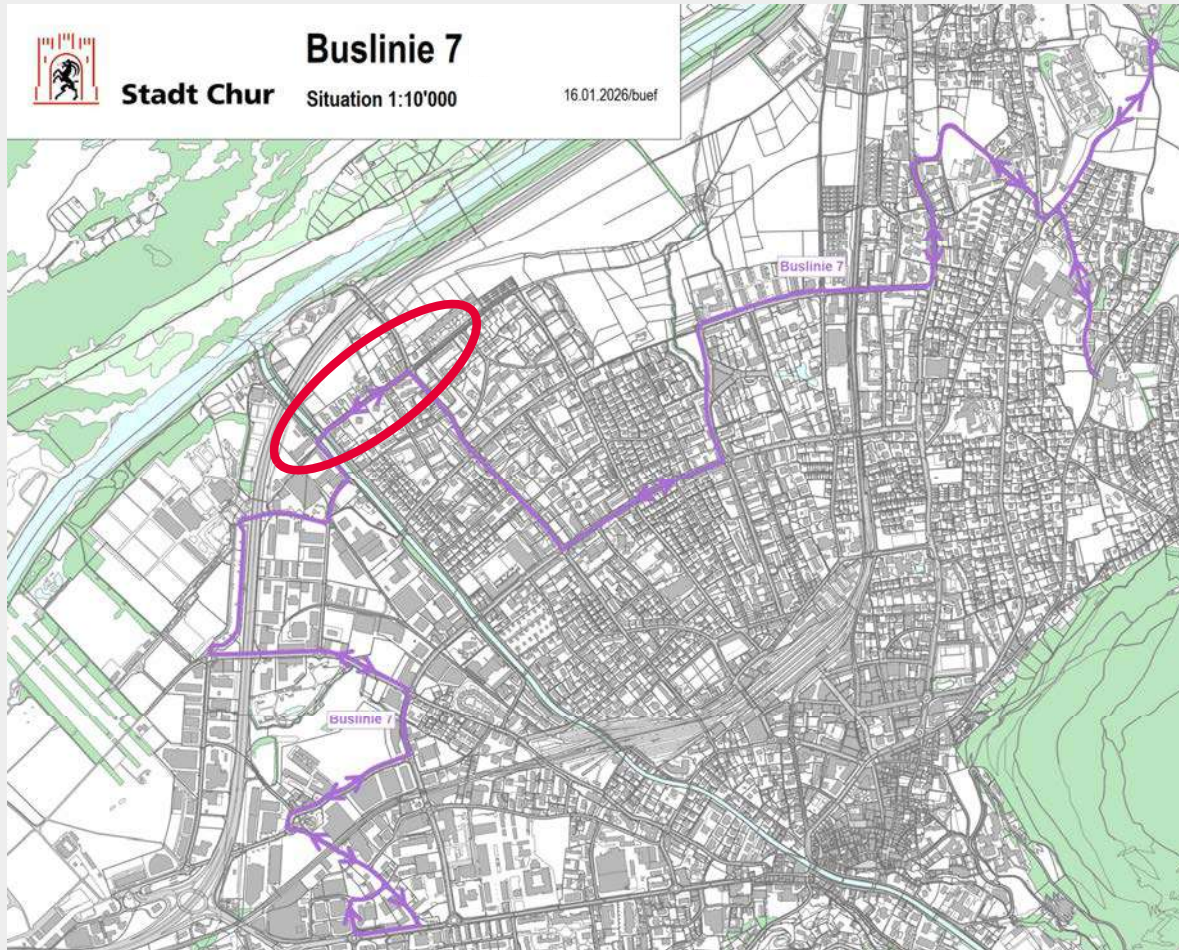 Buslinie 7
Stadt Chur
Situation 1:10'000
16.01.2026/buef
Buslinie 7
Buslinie 7